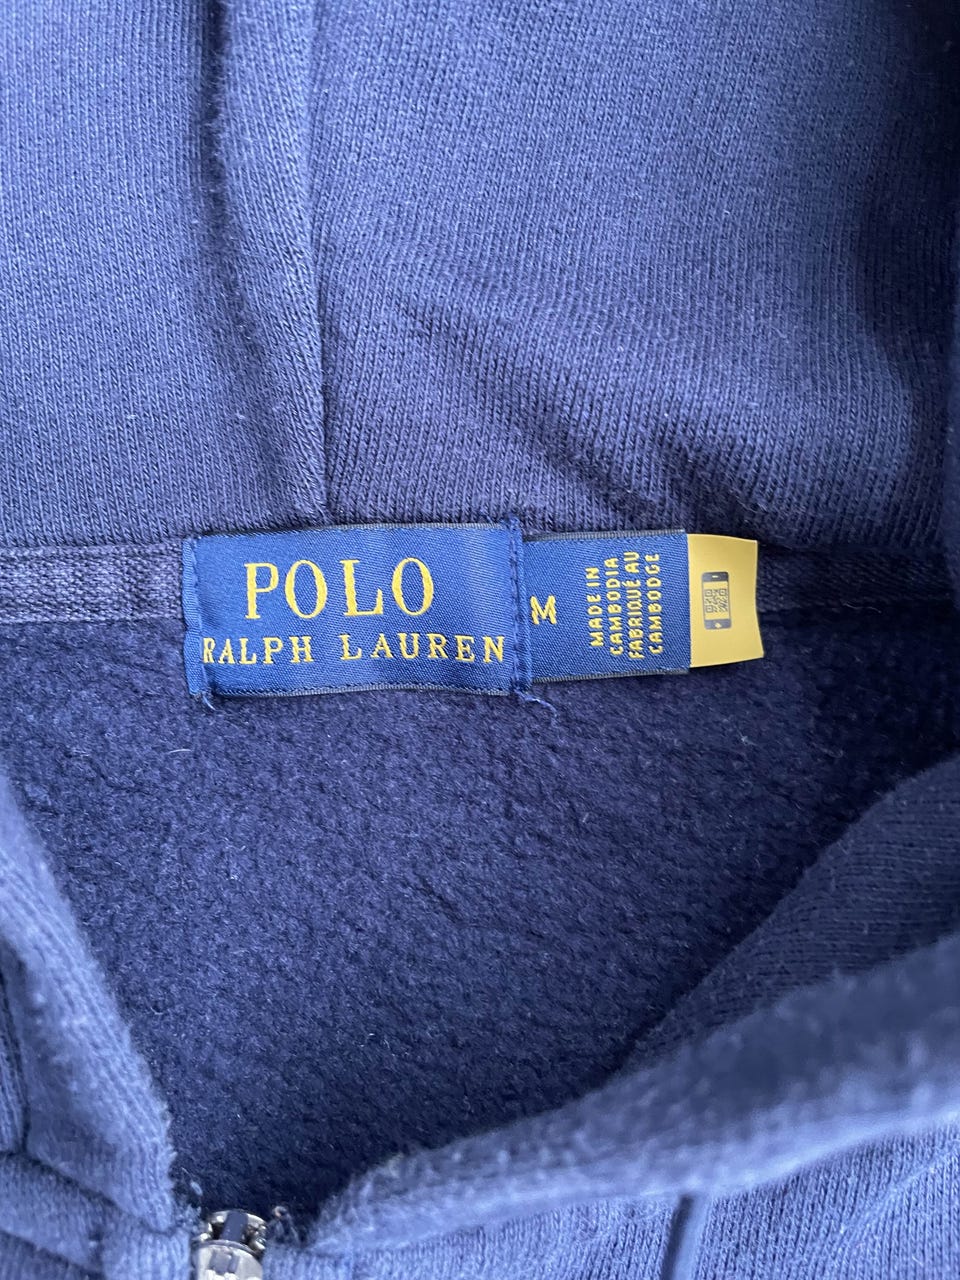 POLO
RALPH LAUREN
M
MADE IN
CAMBODIA
FABRIQUÉ AU
CAMBODGE